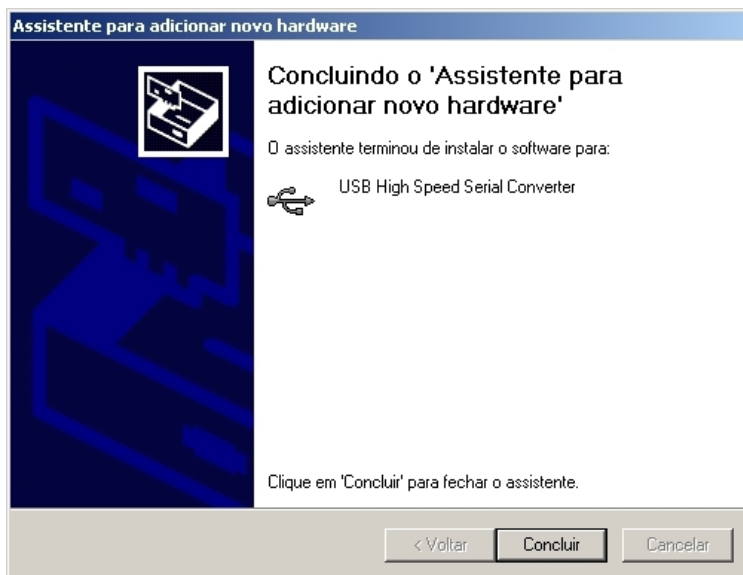 Assistente para adicionar novo hardware
Concluindo o 'Assistente para
adicionar novo hardware'
O assistente terminou de instalar o software para:
USB High Speed Serial Converter
Clique em 'Concluir' para fechar o assistente.
< Voltar
Concluir
Cancelar